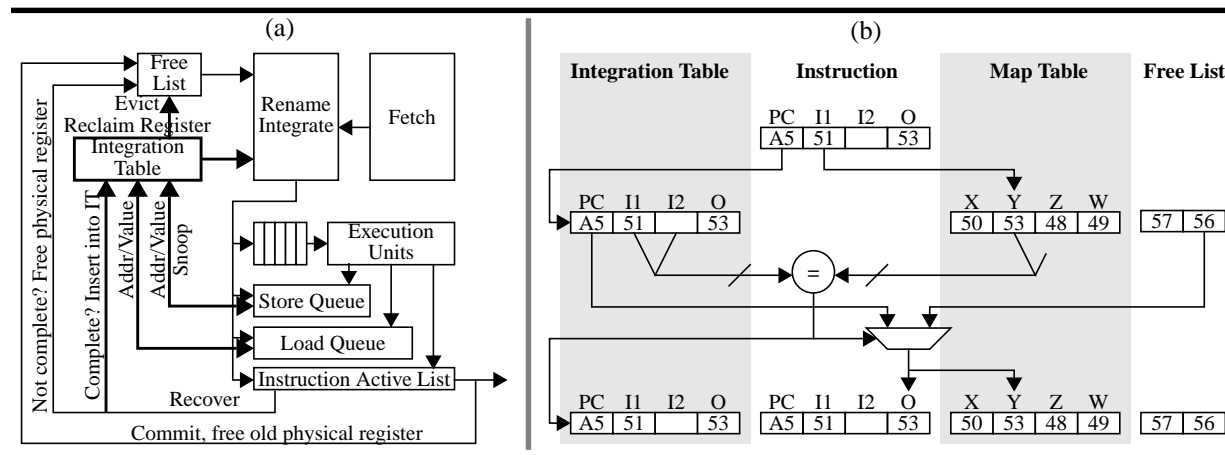 (a)
Free
List
Evict
Reclaim Register
Integration
Table
Rename
Integrate
Fetch
Not complete? Free physical register
Complete? Insert into IT
Addr/Value
Addr/Value
Snoop
Execution
Units
Store Queue
Load Queue
Instruction Active List
Recover
Commit, free old physical register
(b)
Integration Table Instruction Map Table Free List
PC I1 I2 O
A5 51 53
PC I1 I2 O X Y Z W
A5 51 53 50 53 48 49 57 56
=
PC I1 I2 O PC I1 I2 O X Y Z W
A5 51 53 A5 51 53 50 53 48 49 57 56